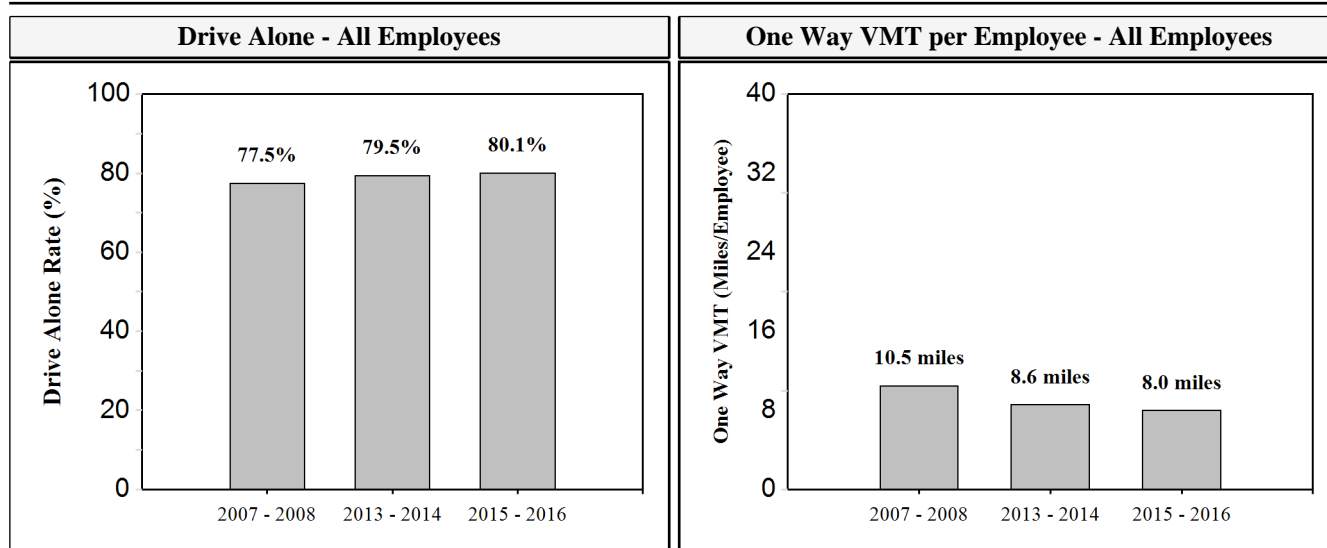 Drive Alone - All Employees
100
80
60
40
20
0
Drive Alone Rate (%)
77.5%
79.5%
80.1%
2007 - 2008
2013 - 2014
2015 - 2016
One Way VMT per Employee - All Employees
40
32
24
16
8
0
One Way VMT (Miles/Employee)
10.5 miles
8.6 miles
8.0 miles
2007 - 2008
2013 - 2014
2015 - 2016